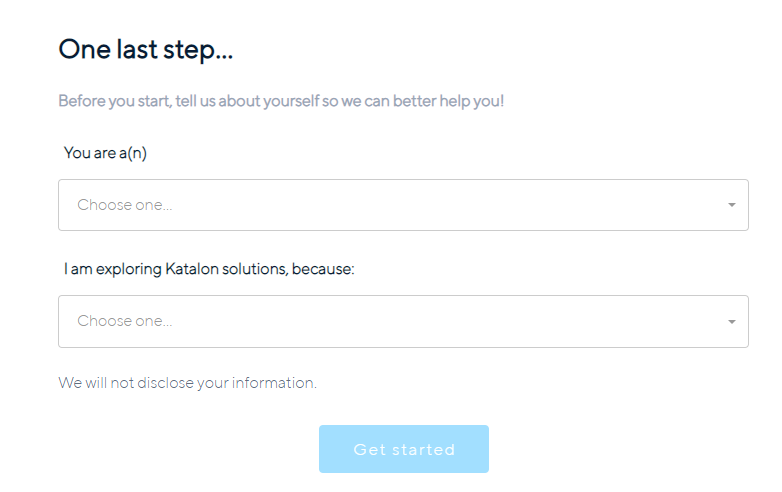 One last step...
Before you start, tell us about yourself so we can better help you!
You are a(n)
Choose one...
I am exploring Katalon solutions, because:
Choose one...
We will not disclose your information.
Get started